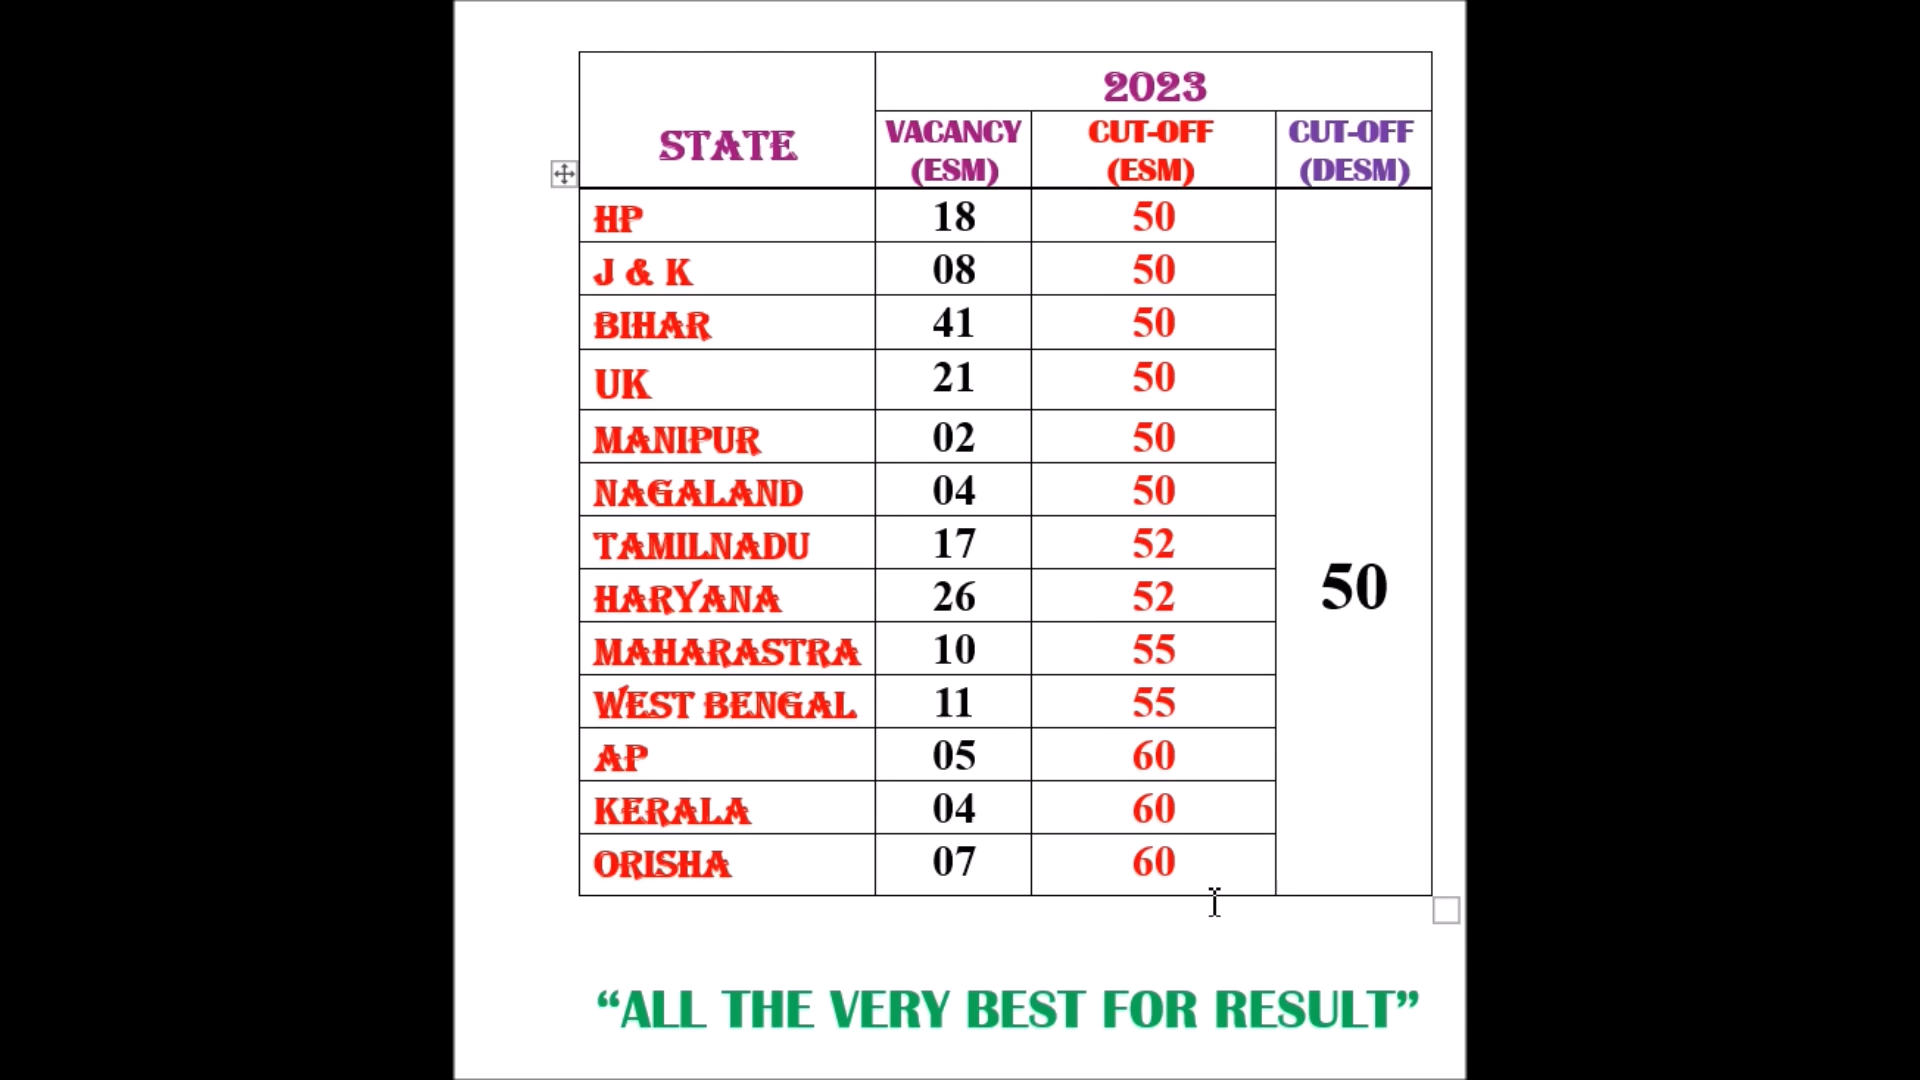 2023
STATE
VACANCY (ESM)
CUT-OFF (ESM)
CUT-OFF (DESM)
HP 18 50
J & K 08 50
BIHAR 41 50
UK 21 50
MANIPUR 02 50
NAGALAND 04 50
TAMILNADU 17 52
HARYANA 26 52
50
MAHARASTRA 10 55
WEST BENGAL 11 55
AP 05 60
KERALA 04 60
ORISHA 07 60
“ALL THE VERY BEST FOR RESULT”